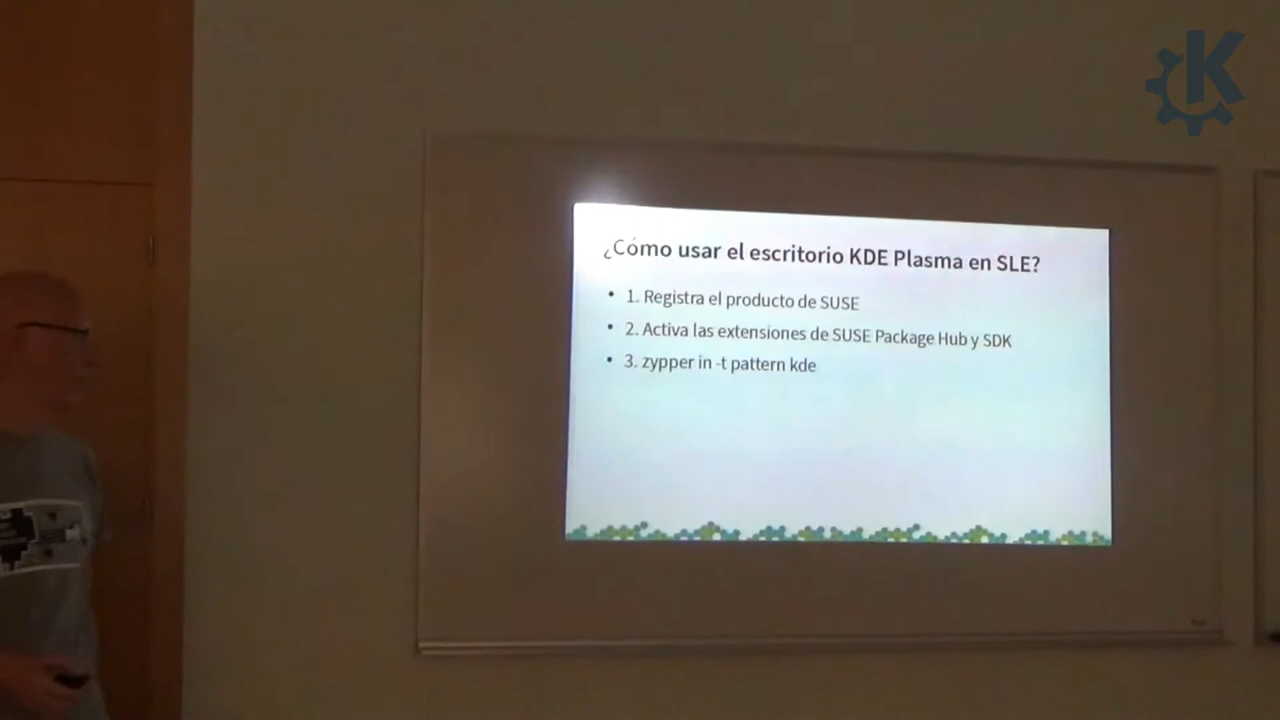 ¿Cómo usar el escritorio KDE Plasma en SLE?
• 1. Registra el producto de SUSE
• 2. Activa las extensiones de SUSE Package Hub y SDK
• 3. zypper in -t pattern kde
K